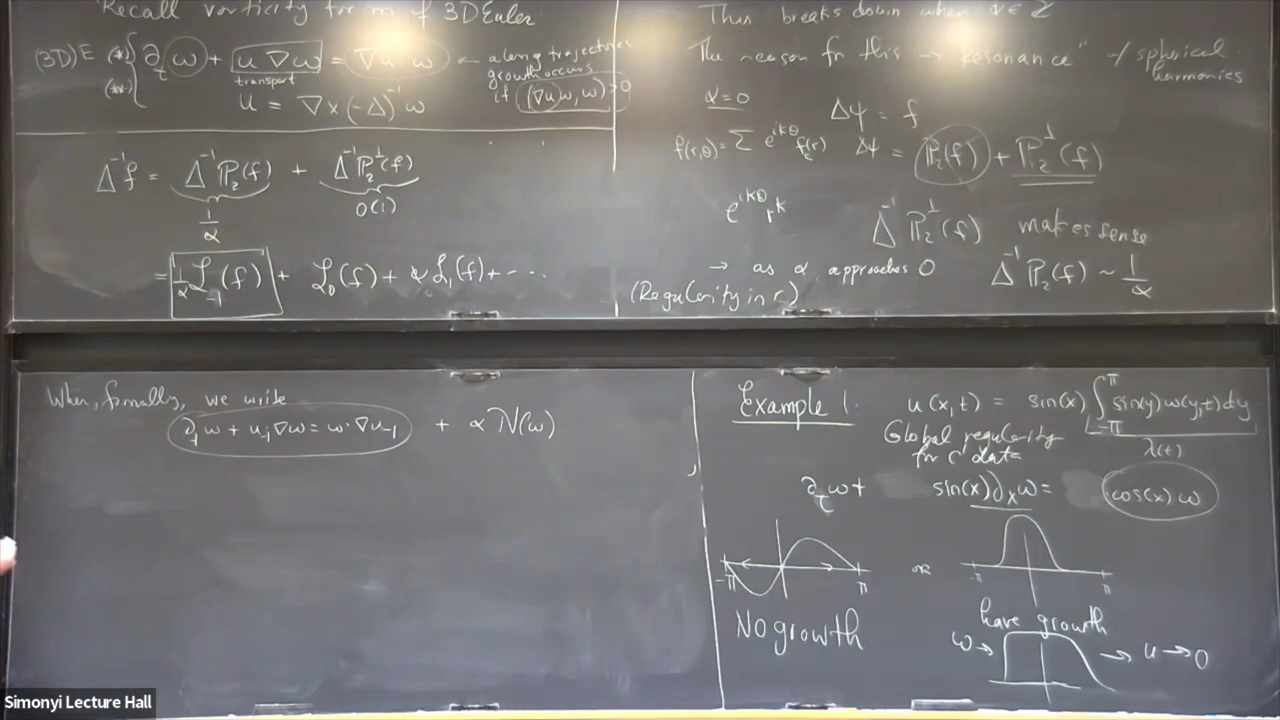 Recall vorticity form of 3D Euler
(3D)E (*) { ∂_t ω + u ∇ω = ∇u ω ← along trajectories
transport
growth occurs
if ((∇u)ω, ω) > 0
(**) u = ∇×(-Δ)^{-1} ω
Δ^{-1} f = Δ^{-1} P_2(f) + Δ^{-1} P_2^⊥(f)
1/α O(1)
= 1/α L_{-1}(f) + L_0(f) + α L_1(f) + ...
Thus breaks down when α ∈ Z
The reason for this → "Resonance" w/ spherical
harmonics
α = 0 Δψ = f
f(r,θ) = Σ e^{ikθ} f_k(r) Δψ = P_2(f) + P_2^⊥(f)
e^{ikθ} r^k Δ^{-1} P_2^⊥(f) makes sense
→ as α approaches 0 Δ^{-1} P_2(f) ~ 1/α
(Regularity in r)
When, formally, we write
∂_t ω + u_{-1} ∇ω = ω·∇u_{-1} + α N(ω)
Example 1. u(x,t) = sin(x) ∫_{-π}^{π} sin(y) ω(y,t) dy
λ(t)
Global regularity
for C^1 data
∂_τ ω + sin(x) ∂_x ω = cos(x) ω
-π π or -π π
No growth
have growth
ω → → u → 0
Simonyi Lecture Hall